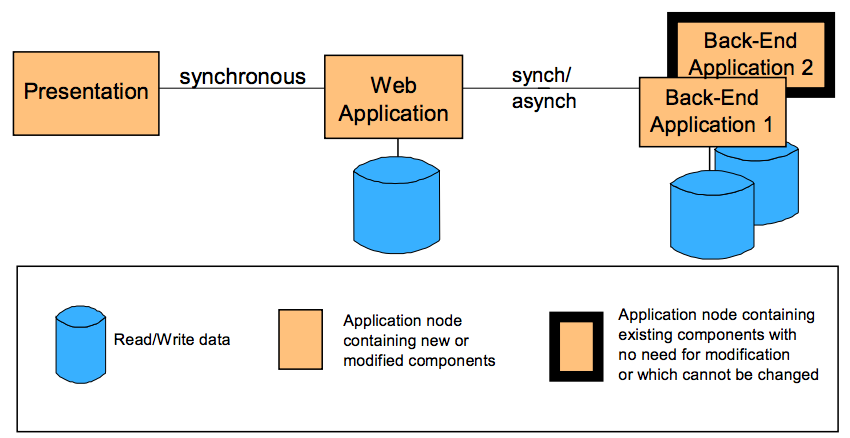 Presentation
synchronous
Web
Application
synch/
asynch
Back-End
Application 2
Back-End
Application 1
Read/Write data
Application node
containing new or
modified components
Application node containing
existing components with
no need for modification
or which cannot be changed